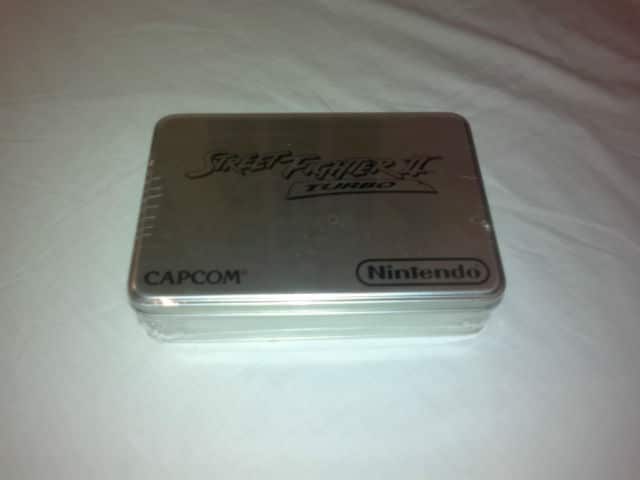 STREET FIGHTER II
TURBO
CAPCOM®
Nintendo